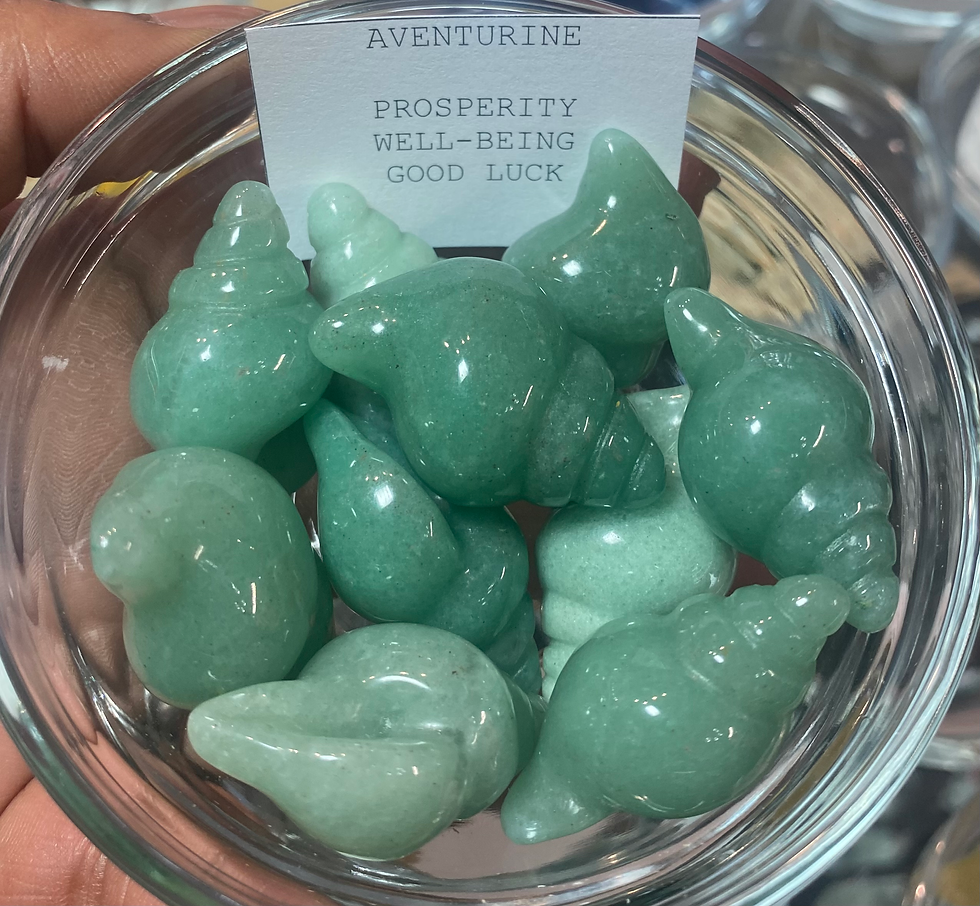 AVENTURINE
PROSPERITY
WELL-BEING
GOOD LUCK